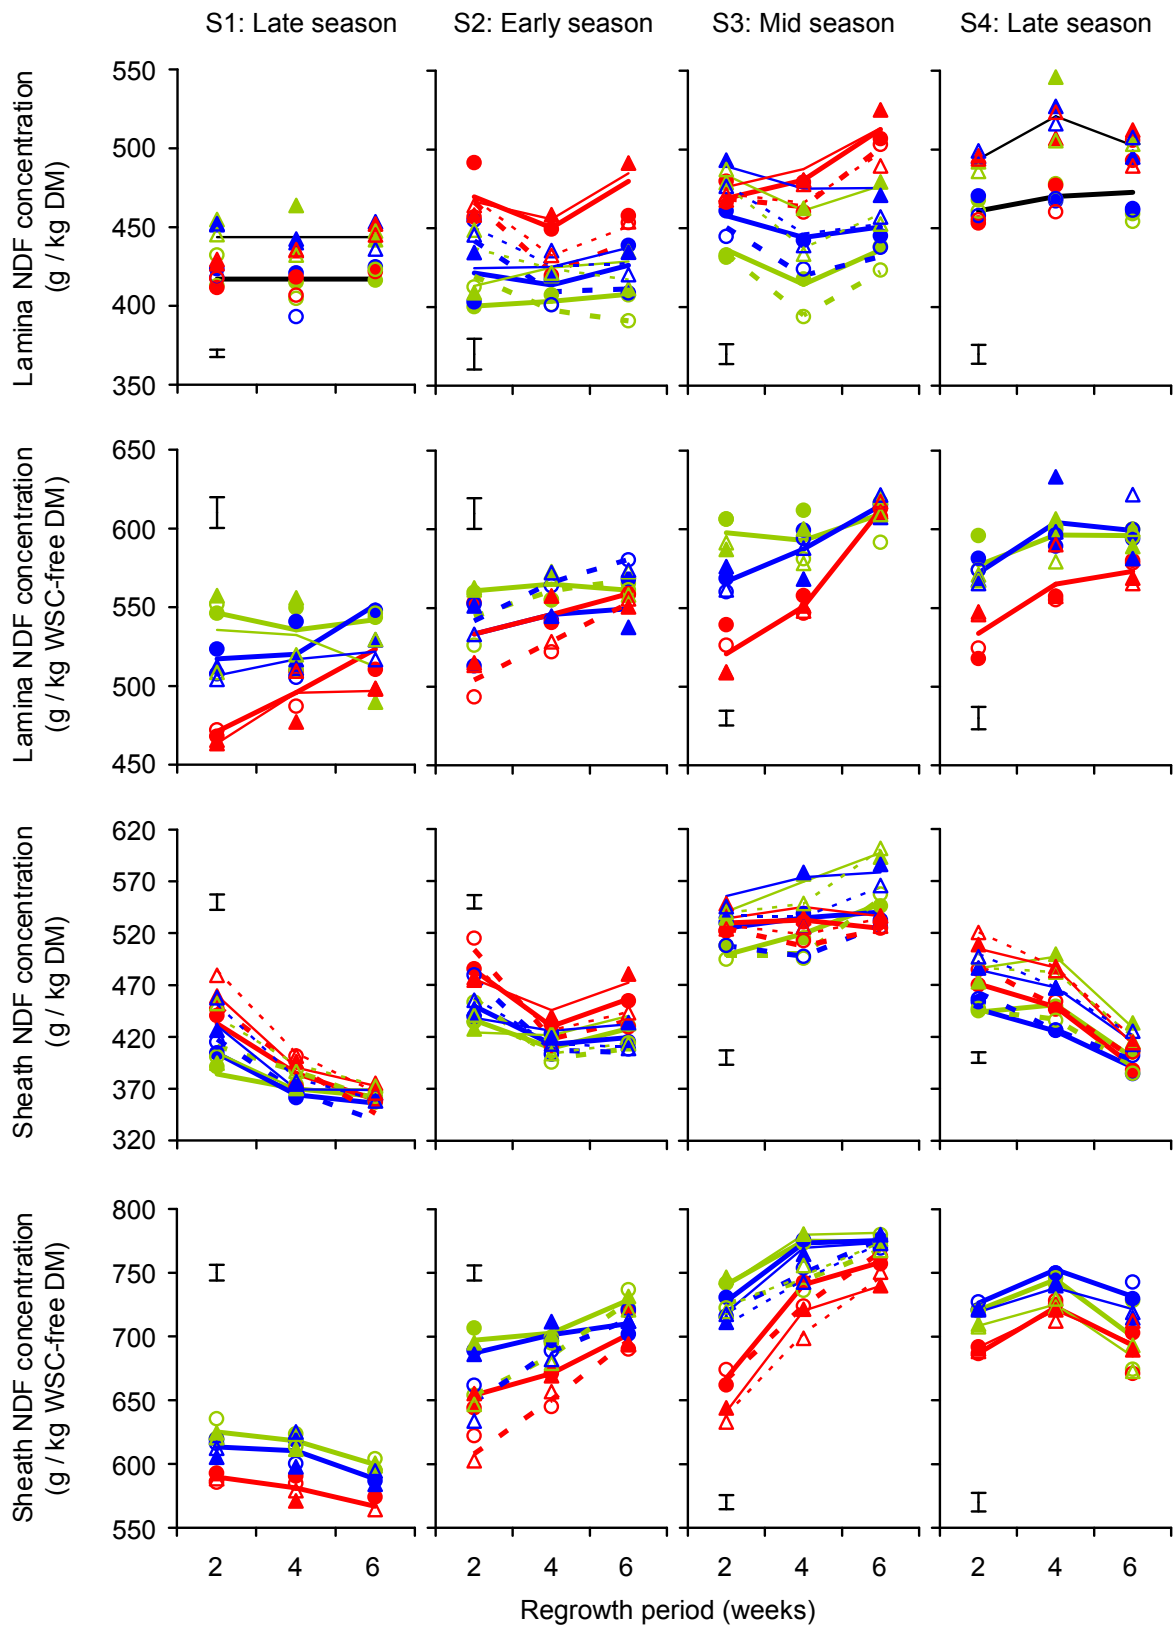 S1: Late season S2: Early season S3: Mid season S4: Late season
Lamina NDF concentration
(g / kg DM)
550
500
450
400
350
Lamina NDF concentration
(g / kg WSC-free DM)
650
600
550
500
450
Sheath NDF concentration
(g / kg DM)
620
570
520
470
420
370
320
Sheath NDF concentration
(g / kg WSC-free DM)
800
750
700
650
600
550
2 4 6 2 4 6 2 4 6 2 4 6
Regrowth period (weeks)